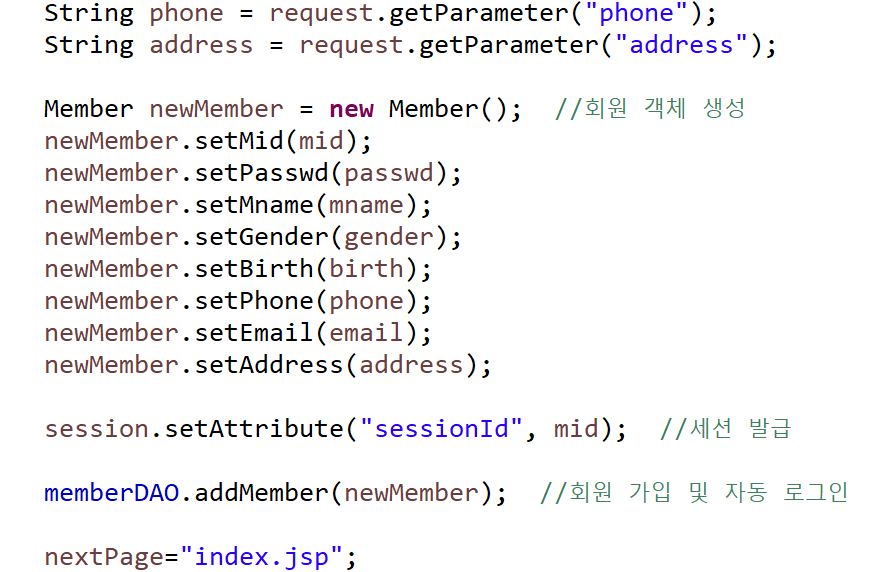 String phone = request.getParameter("phone");
String address = request.getParameter("address");
Member newMember = new Member();  //회원 객체 생성
newMember.setMid(mid);
newMember.setPasswd(passwd);
newMember.setMname(mname);
newMember.setGender(gender);
newMember.setBirth(birth);
newMember.setPhone(phone);
newMember.setEmail(email);
newMember.setAddress(address);
session.setAttribute("sessionId", mid);  //세션 발급
memberDAO.addMember(newMember);  //회원 가입 및 자동 로그인
nextPage="index.jsp";